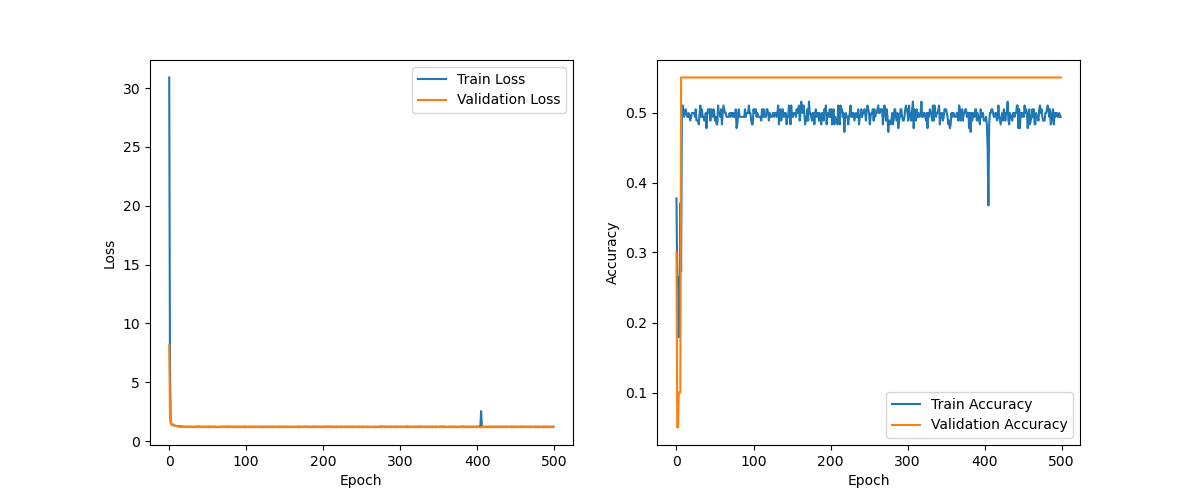 30
25
20
15
10
5
0
Loss
0 100 200 300 400 500
Epoch
Train Loss
Validation Loss
0.5
0.4
0.3
0.2
0.1
Accuracy
0 100 200 300 400 500
Epoch
Train Accuracy
Validation Accuracy